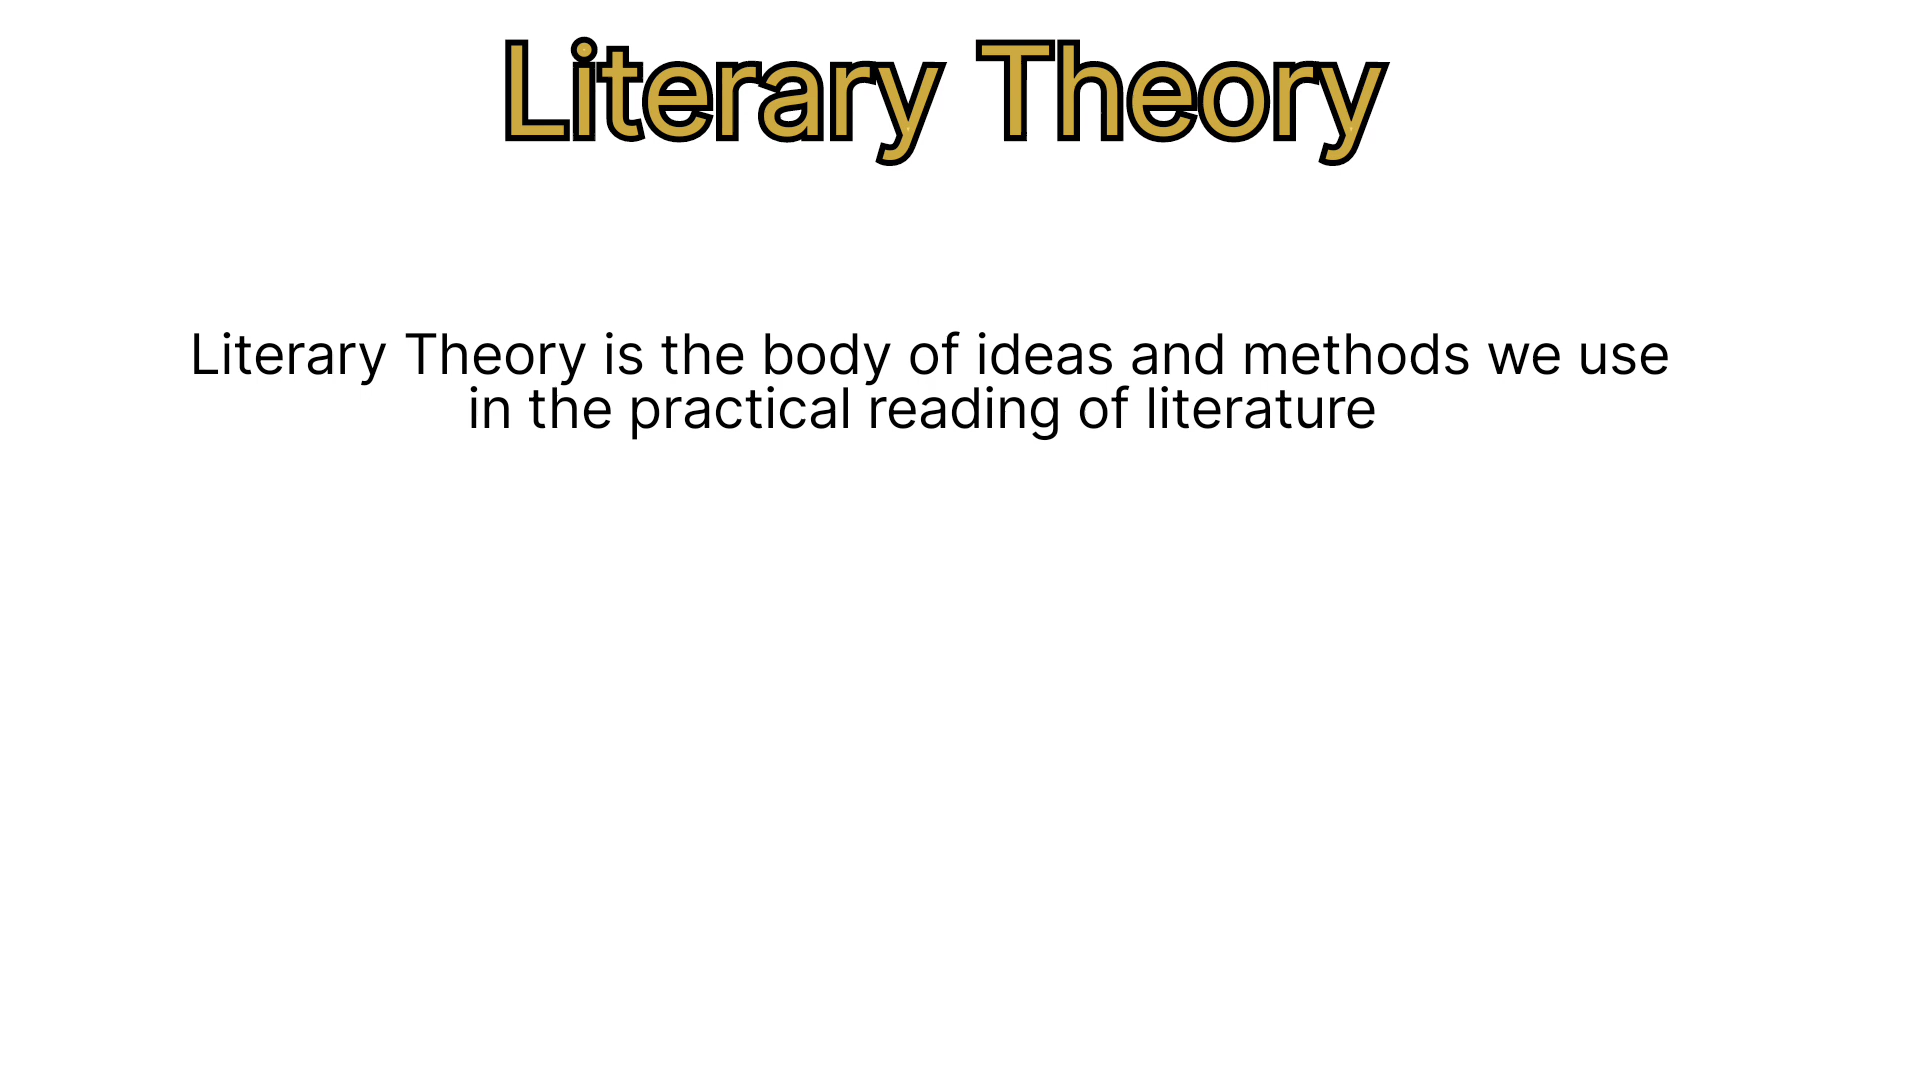 Literary Theory
Literary Theory is the body of ideas and methods we use
in the practical reading of literature